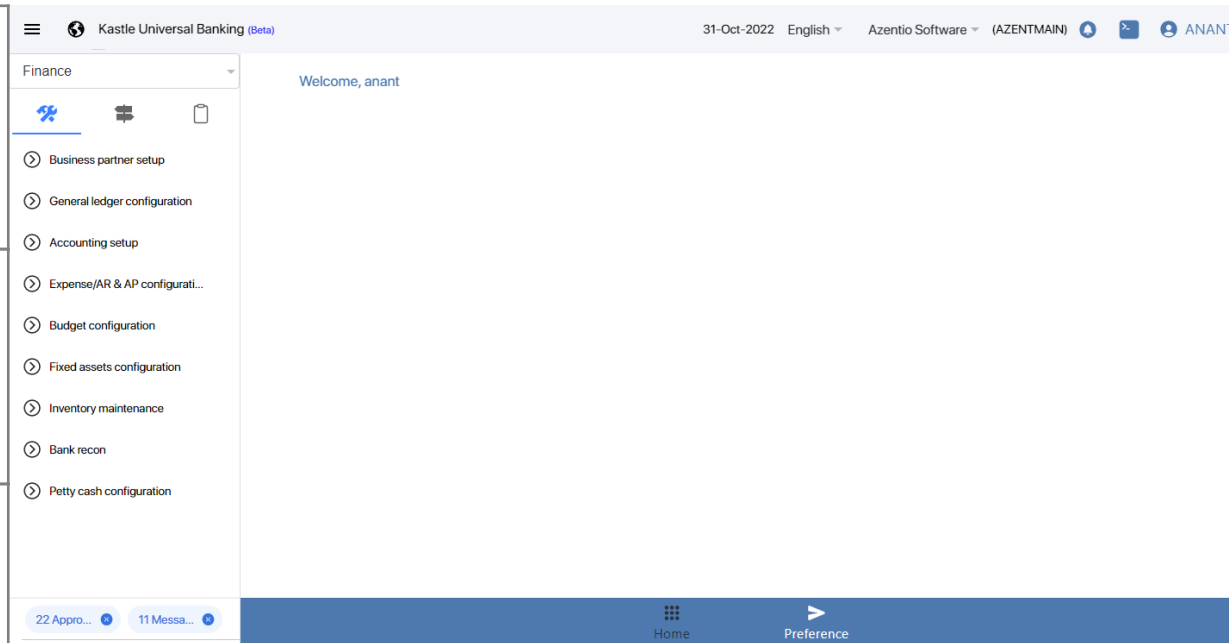 Kastle Universal Banking (Beta)
31-Oct-2022 English Azentio Software (AZENTMAIN) ANANT
Finance
Welcome, anant
Business partner setup
General ledger configuration
Accounting setup
Expense/AR & AP configurati...
Budget configuration
Fixed assets configuration
Inventory maintenance
Bank recon
Petty cash configuration
22 Appro... 11 Messa...
Home Preference